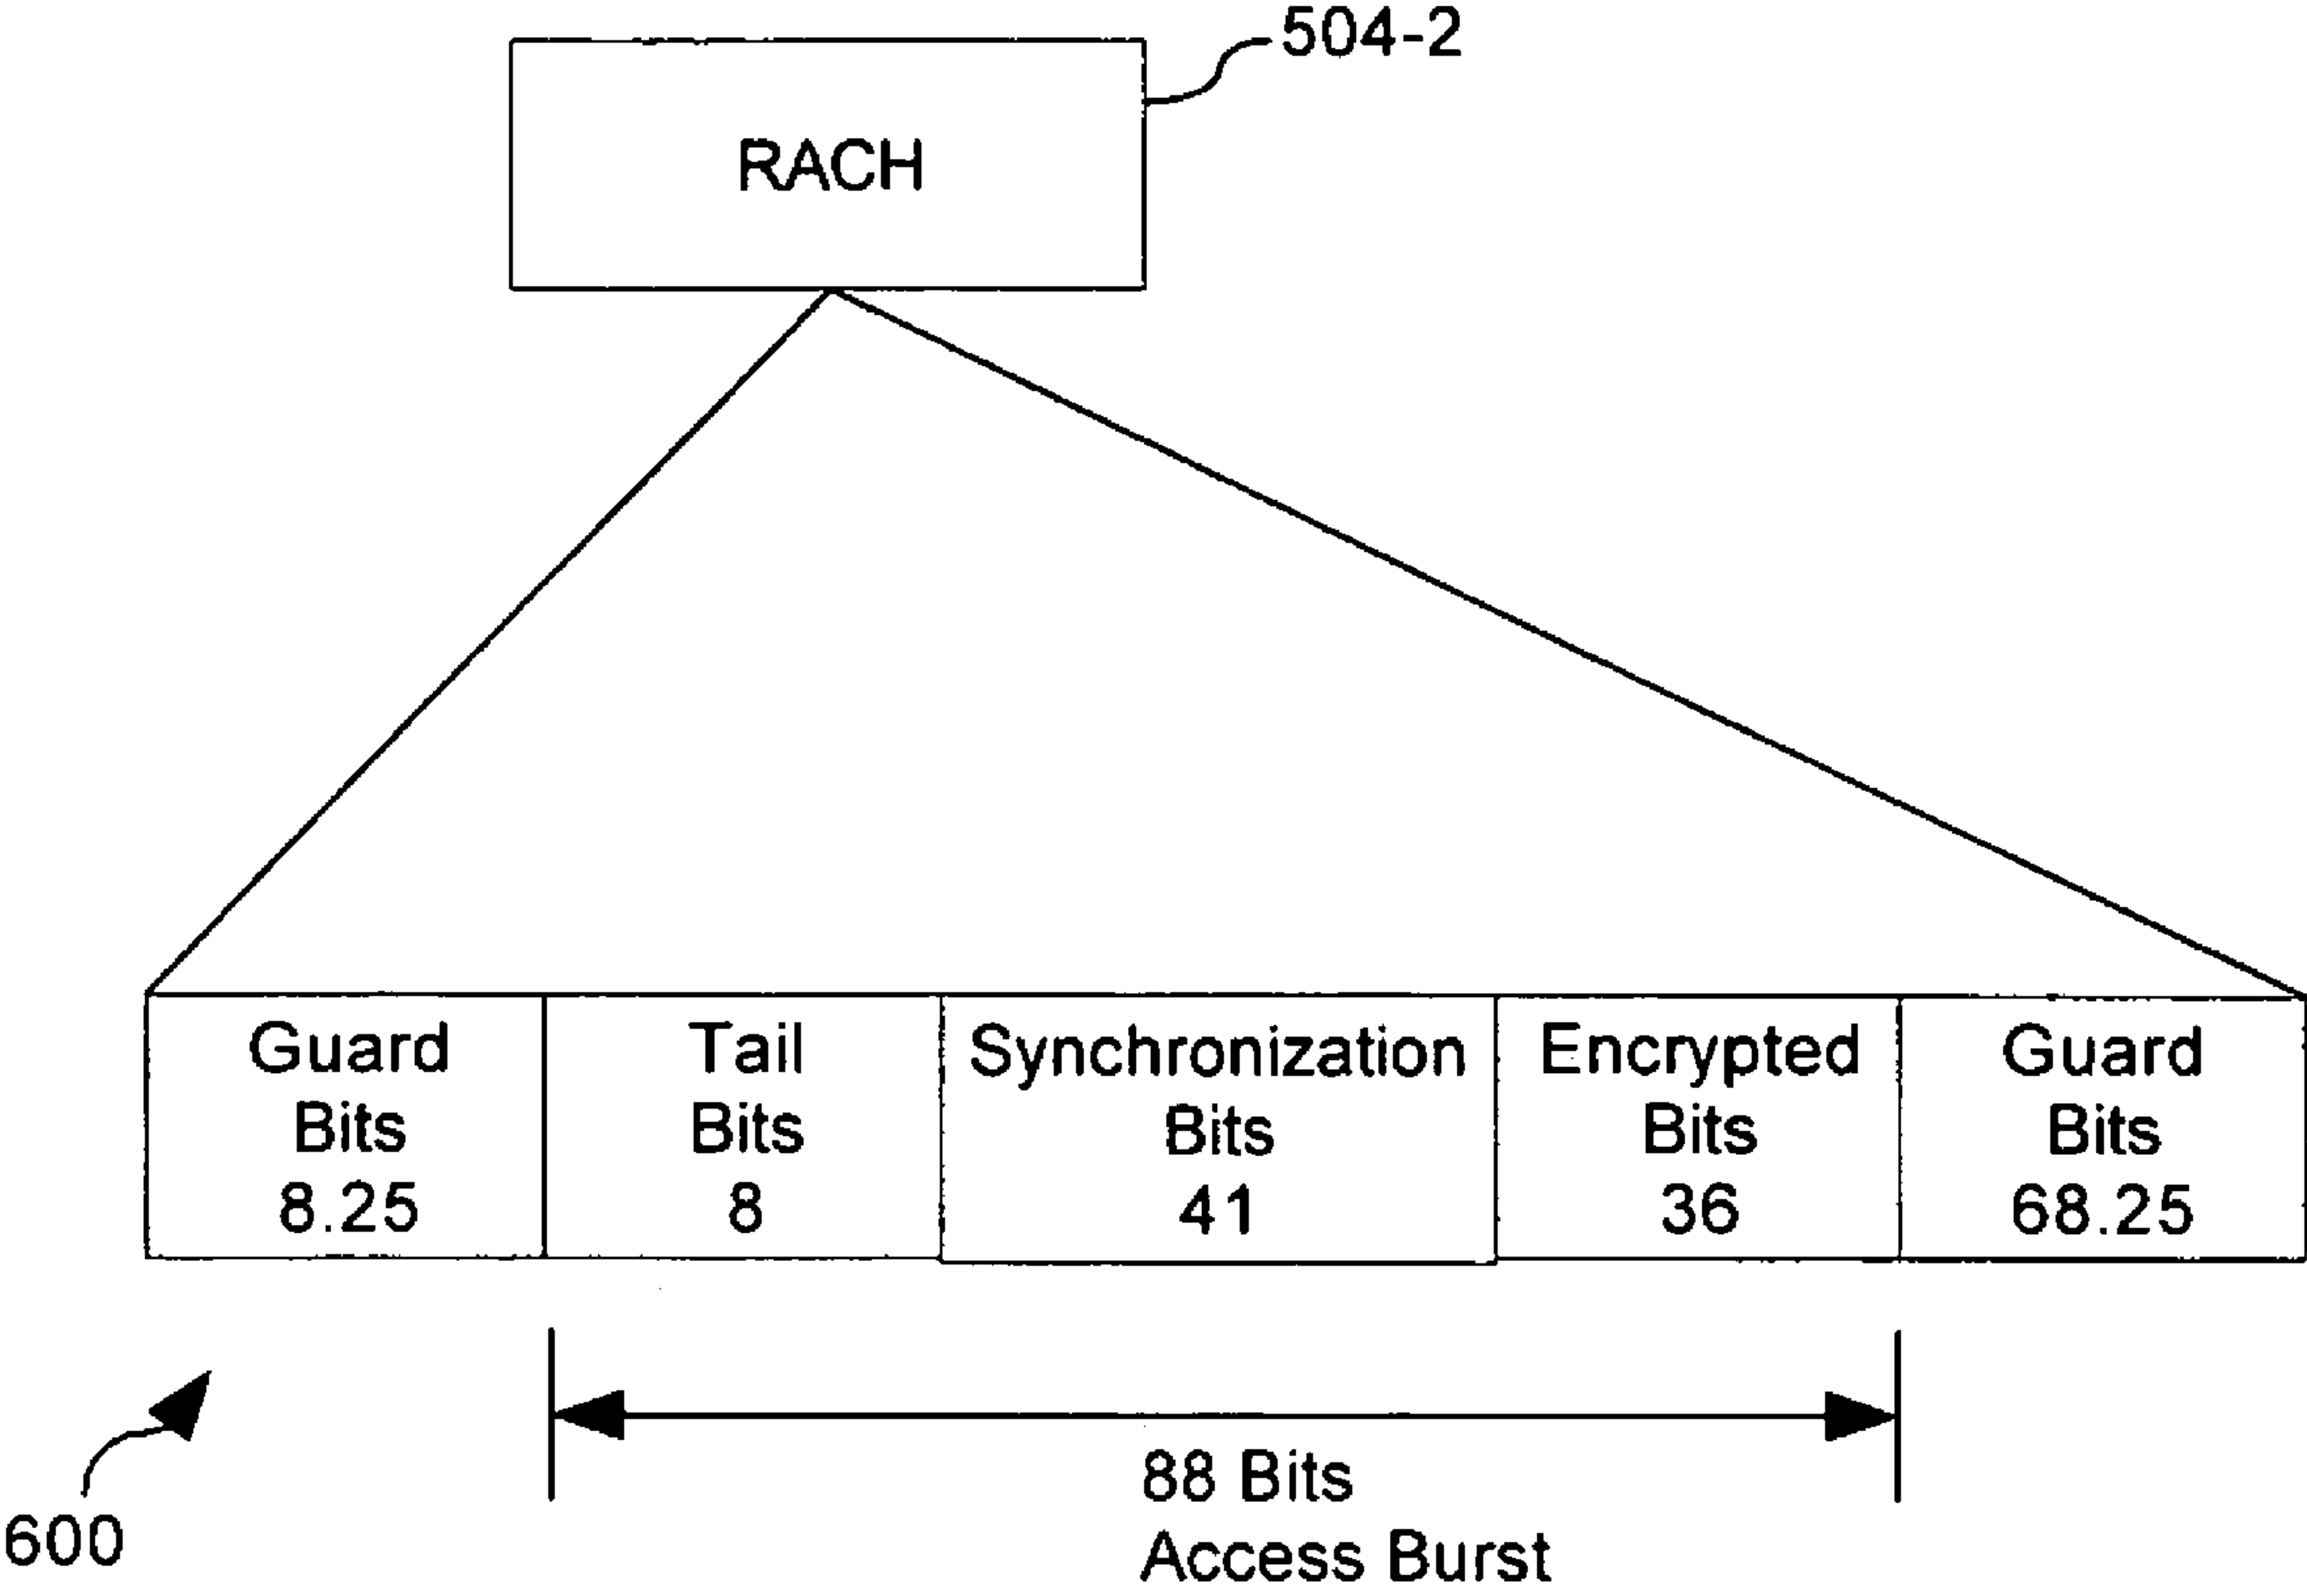 504-2
RACH
Guard Bits 8.25
Tail Bits 8
Synchronization Bits 41
Encrypted Bits 36
Guard Bits 68.25
88 Bits
Access Burst
600